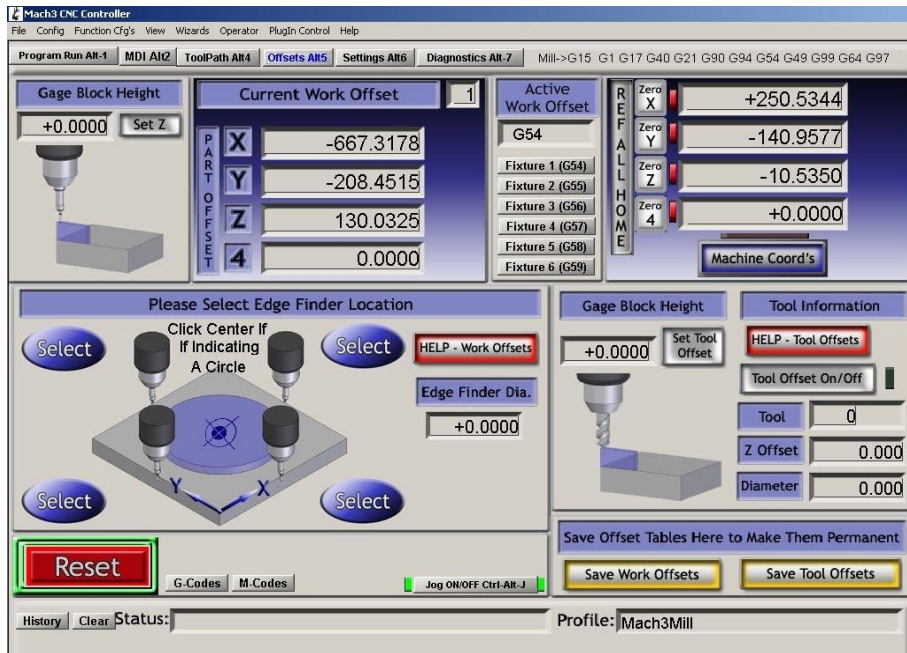 Mach3 CNC Controller
File Config Function Cfg's View Wizards Operator PlugIn Control Help
Program Run Alt-1 MDI Alt2 ToolPath Alt4 Offsets Alt5 Settings Alt6 Diagnostics Alt-7 Mill->G15 G1 G17 G40 G21 G90 G94 G54 G49 G99 G64 G97
Gage Block Height
+0.0000 Set Z
Current Work Offset 1
PART OFFSET
X -667.3178
Y -208.4515
Z 130.0325
4 0.0000
Active
Work Offset
G54
Fixture 1 (G54)
Fixture 2 (G55)
Fixture 3 (G56)
Fixture 4 (G57)
Fixture 5 (G58)
Fixture 6 (G59)
REF ALL HOME
Zero X +250.5344
Zero Y -140.9577
Zero Z -10.5350
Zero 4 +0.0000
Machine Coord's
Please Select Edge Finder Location
Select
Click Center If
If Indicating
A Circle
Select
HELP - Work Offsets
Edge Finder Dia.
+0.0000
Y X
Select
Select
Gage Block Height
+0.0000 Set Tool
Offset
Tool Information
HELP - Tool Offsets
Tool Offset On/Off
Tool 0
Z Offset 0.000
Diameter 0.000
Reset
G-Codes M-Codes
Jog ON/OFF Ctrl-Alt-J
Save Offset Tables Here to Make Them Permanent
Save Work Offsets Save Tool Offsets
History Clear Status:
Profile: Mach3Mill